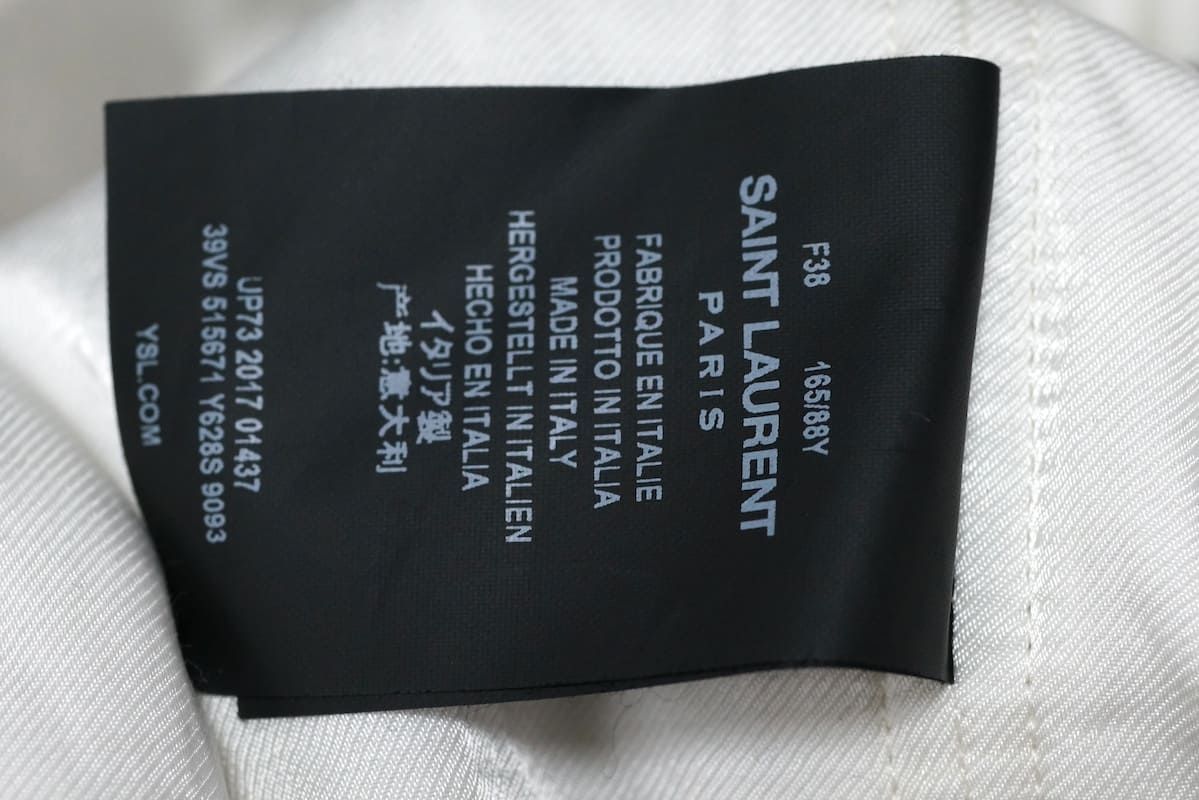 F38 165/88Y
SAINT LAURENT
PARIS
FABRIQUE EN ITALIE
PRODOTTO IN ITALIA
MADE IN ITALY
HERGESTELLT IN ITALIEN
HECHO EN ITALIA
イタリア製
产地:意大利
UP73 2017 01437
39VS 515671 Y628S 9093
YSL.COM